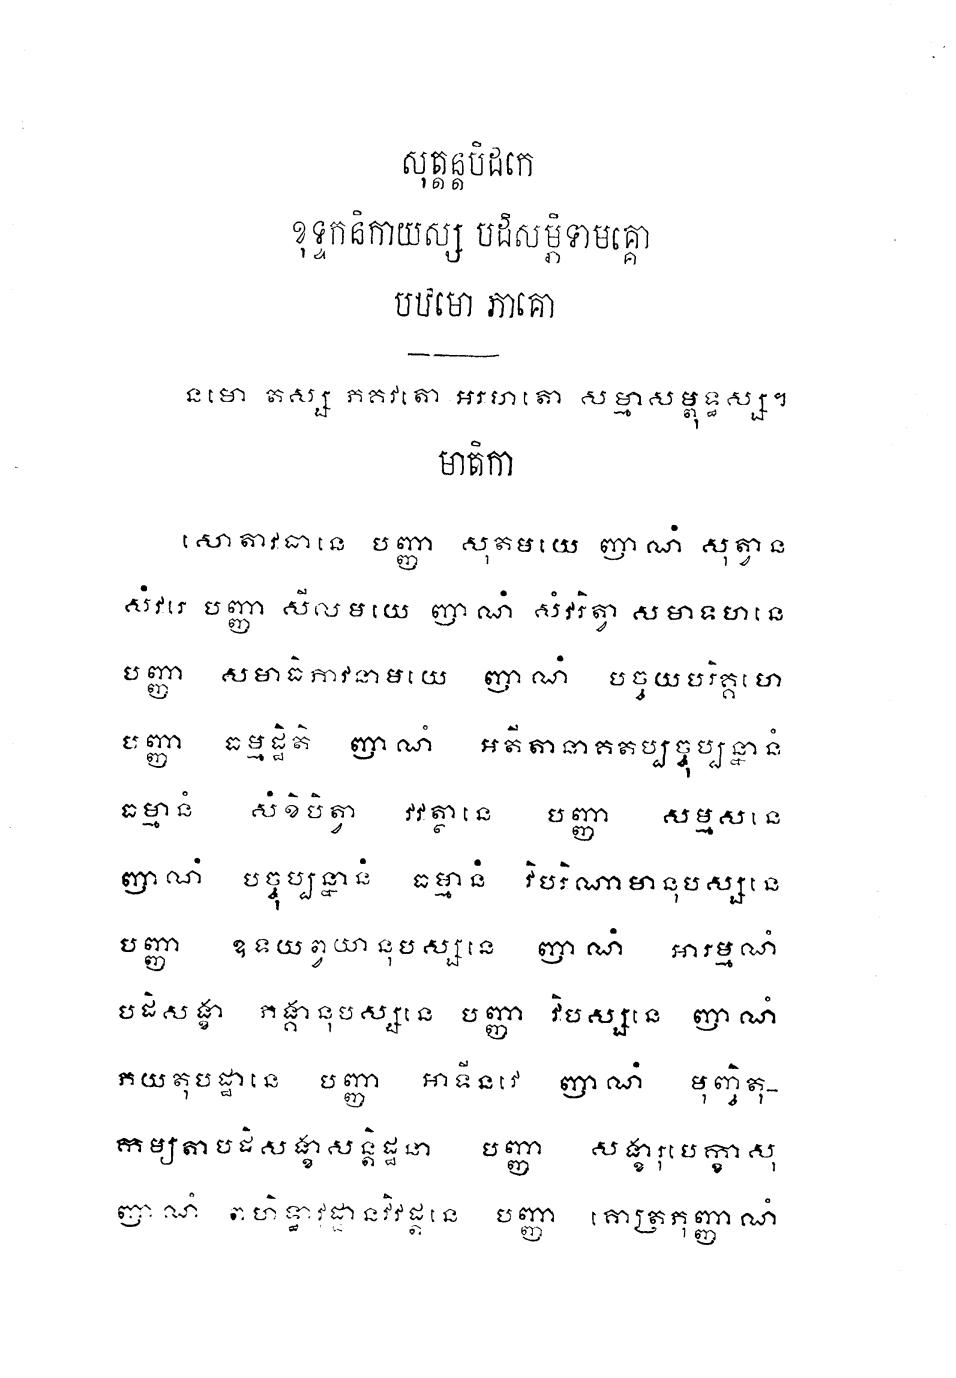 សុត្តន្តបិដកេ
ខុទ្ទកនិកាយស្ស បដិសម្ភិទាមគ្គោ
បឋមោ ភាគោ
នមោ តស្ស ភគវតោ អរហតោ សម្មាសម្ពុទ្ធស្ស។
មាតិកា
សោតាវធានេ បញ្ញា សុតមយេ ញាណំ សុត្វាន
សំវរេ បញ្ញា សីលមយេ ញាណំ សំវរិត្វា សមាទហនេ
បញ្ញា សមាធិភាវនាមយេ ញាណំ បច្ចយបរិគ្គហេ
បញ្ញា ធម្មដ្ឋិតិ ញាណំ អតីតានាគតប្បច្ចុប្បន្នានំ
ធម្មានំ សំខិបិត្វា វវត្ថានេ បញ្ញា សម្មសនេ
ញាណំ បច្ចុប្បន្នានំ ធម្មានំ វិបរិណាមានុបស្សនេ
បញ្ញា ឧទយព្វយានុបស្សនេ ញាណំ អារម្មណំ
បដិសង្ខា ភង្គានុបស្សនេ បញ្ញា វិបស្សនេ ញាណំ
ភយតុបដ្ឋានេ បញ្ញា អាទីនវេ ញាណំ មុញ្ចិតុ-
កម្យតាបដិសង្ខាសន្តិដ្ឋនា បញ្ញា សង្ខារុបេក្ខាសុ
ញាណំ ពហិទ្ធាវុដ្ឋានវិវដ្តនេ បញ្ញា គោត្រភុញ្ញាណំ